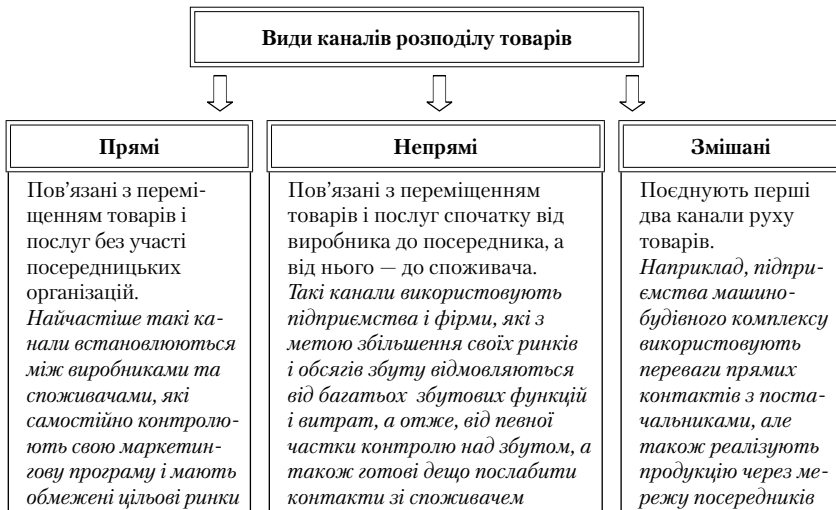 Види каналів розподілу товарів
Прямі
Пов'язані з перемі-
щенням товарів і
послуг без участі
посередницьких
організацій.
Найчастіше такі ка-
нали встановлюються
між виробниками та
споживачами, які
самостійно контролю-
ють свою маркетин-
гову програму і мають
обмежені цільові ринки
Непрямі
Пов'язані з переміщенням
товарів і послуг спочатку від
виробника до посередника, а
від нього — до споживача.
Такі канали використовують
підприємства і фірми, які з
метою збільшення своїх ринків
і обсягів збуту відмовляються
від багатьох збутових функцій
і витрат, а отже, від певної
частки контролю над збутом, а
також готові дещо послабити
контакти зі споживачем
Змішані
Поєднують перші
два канали руху
товарів.
Наприклад, підпри-
ємства машино-
будівного комплексу
використовують
переваги прямих
контактів з поста-
чальниками, але
також реалізують
продукцію через ме-
режу посередників